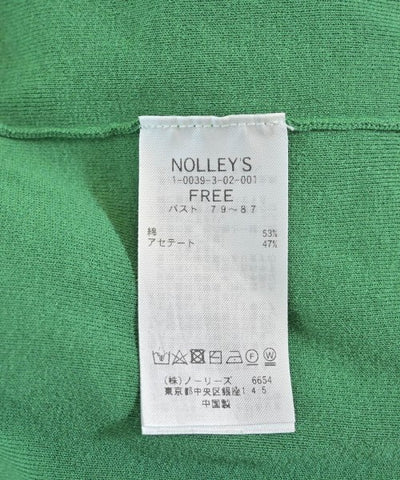 NOLLEY'S
1-0039-3-02-001
FREE
バスト 79〜87
綿 53%
アセテート 47%
(株)ノーリーズ 6654
東京都中央区銀座1 4 5
中国製